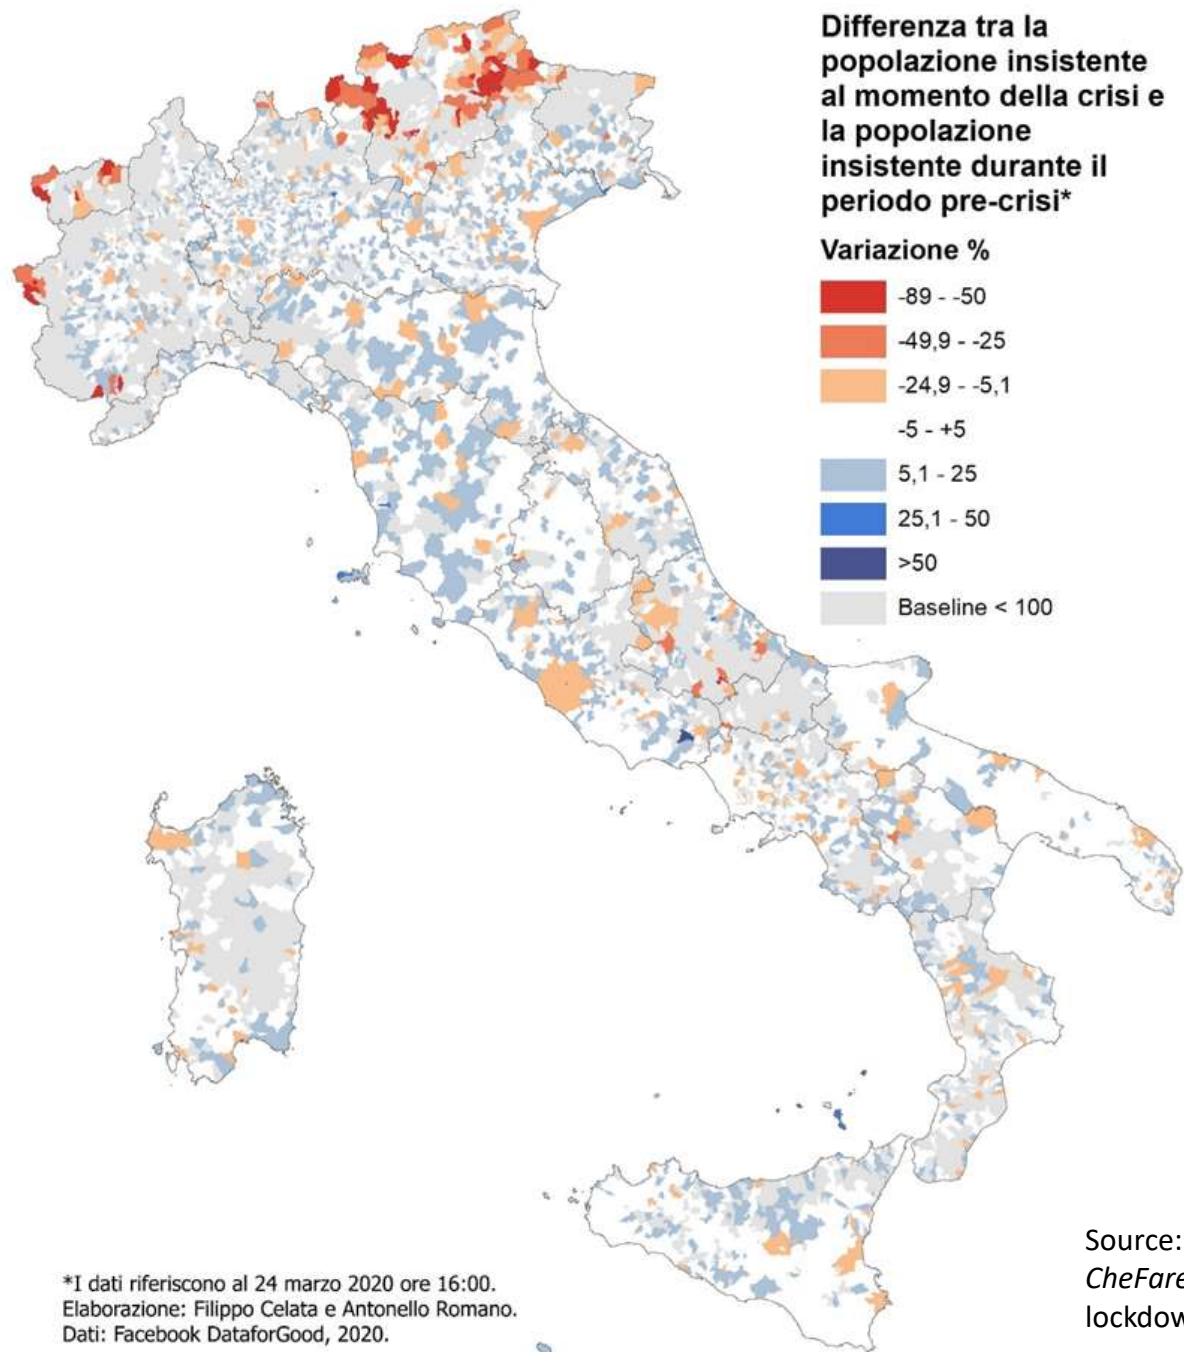 Differenza tra la
popolazione insistente
al momento della crisi e
la popolazione
insistente durante il
periodo pre-crisi*
Variazione %
-89 - -50
-49,9 - -25
-24,9 - -5,1
-5 - +5
5,1 - 25
25,1 - 50
>50
Baseline < 100
*I dati riferiscono al 24 marzo 2020 ore 16:00.
Elaborazione: Filippo Celata e Antonello Romano.
Dati: Facebook DataforGood, 2020.
Source:
CheFare
lockdow